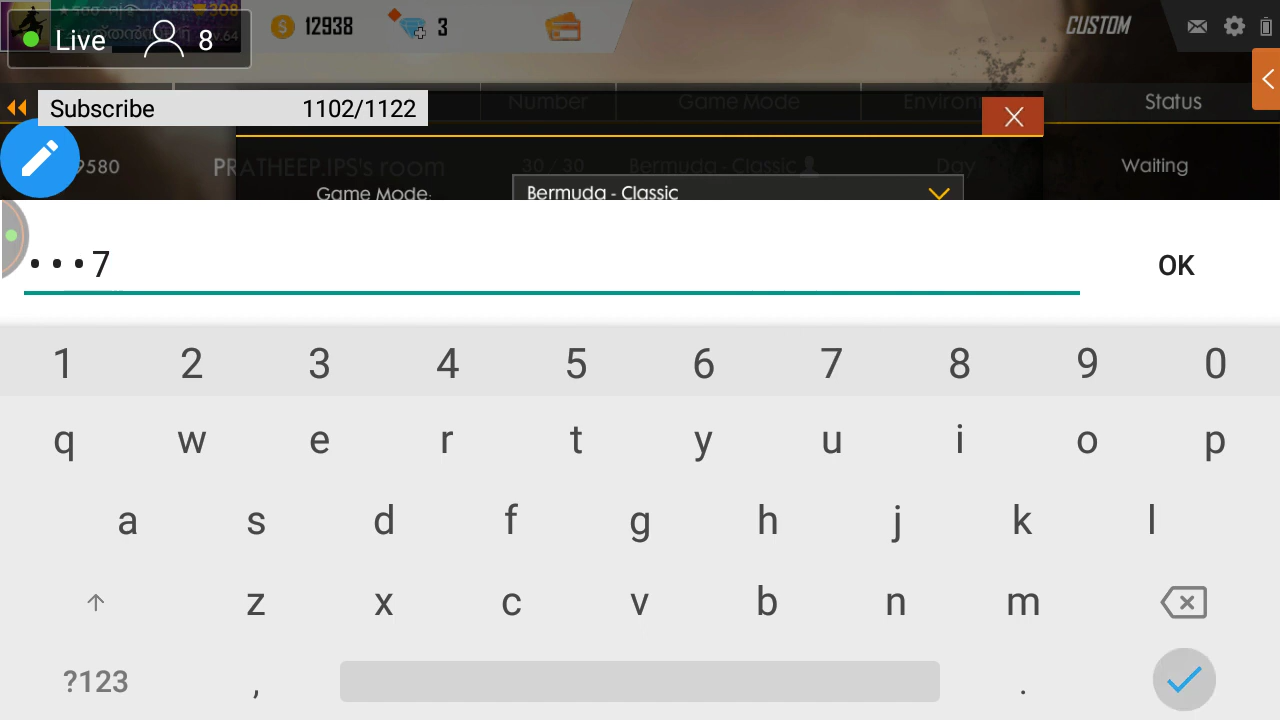 308
Live 8
12938
3
CUSTOM
Number Game Mode Status
Subscribe 1102/1122
9580 PRATHEEP.IPS's room 30 / 30 Bermuda - Classic Day Waiting
Game Mode: Bermuda - Classic
•••7 OK
1 2 3 4 5 6 7 8 9 0
q w e r t y u i o p
a s d f g h j k l
z x c v b n m
?123 , .